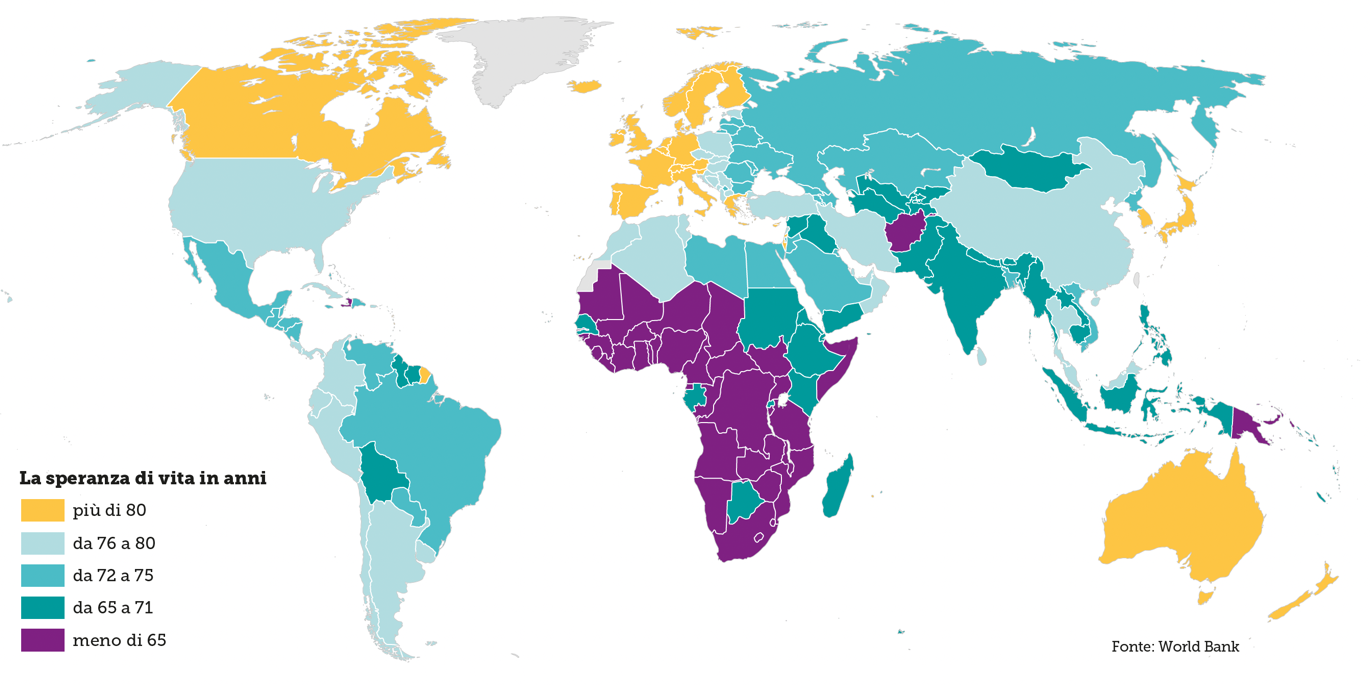 La speranza di vita in anni
più di 80
da 76 a 80
da 72 a 75
da 65 a 71
meno di 65
Fonte: World Bank